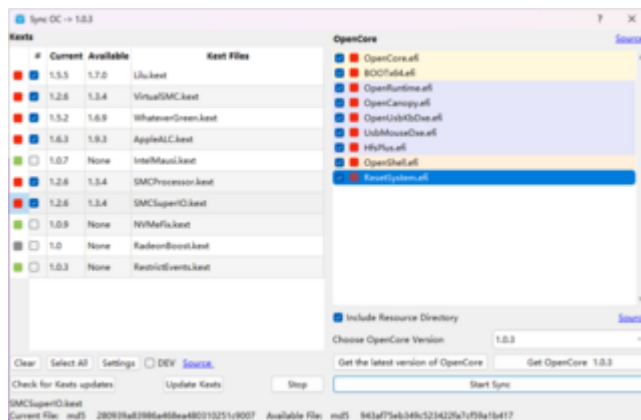 Sync OC -> 1.0.3
Kexts
# Current Available Kext Files
1.5.5 1.7.0 Lilu.kext
1.2.6 1.3.4 VirtualSMC.kext
1.5.2 1.6.9 WhateverGreen.kext
1.6.3 1.9.3 AppleALC.kext
1.0.7 None IntelMausi.kext
1.2.6 1.3.4 SMCProcessor.kext
1.2.6 1.3.4 SMCSuperIO.kext
1.0.9 None NVMeFix.kext
1.0 None RadeonBoost.kext
1.0.3 None RestrictEvents.kext
Clear Select All Settings DEV Source
Check for Kexts updates Update Kexts Stop
OpenCore Source
OpenCore.efi
BOOTx64.efi
OpenRuntime.efi
OpenCanopy.efi
OpenUsbKbDxe.efi
UsbMouseDxe.efi
HfsPlus.efi
OpenShell.efi
ResetSystem.efi
Include Resource Directory Source
Choose OpenCore Version 1.0.3
Get the latest version of OpenCore Get OpenCore 1.0.3
Start Sync
SMCSuperIO.kext
Current File: md5 Available File: md5